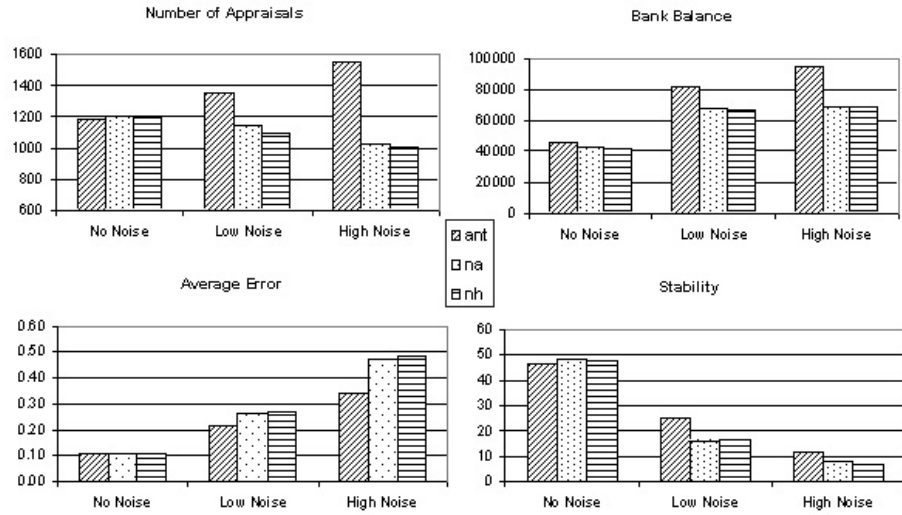 Number of Appraisals
1600
1400
1200
1000
800
600
No Noise Low Noise High Noise
Bank Balance
100000
80000
60000
40000
20000
0
No Noise Low Noise High Noise
ant
na
nh
Average Error
0.60
0.50
0.40
0.30
0.20
0.10
0.00
No Noise Low Noise High Noise
Stability
60
50
40
30
20
10
0
No Noise Low Noise High Noise